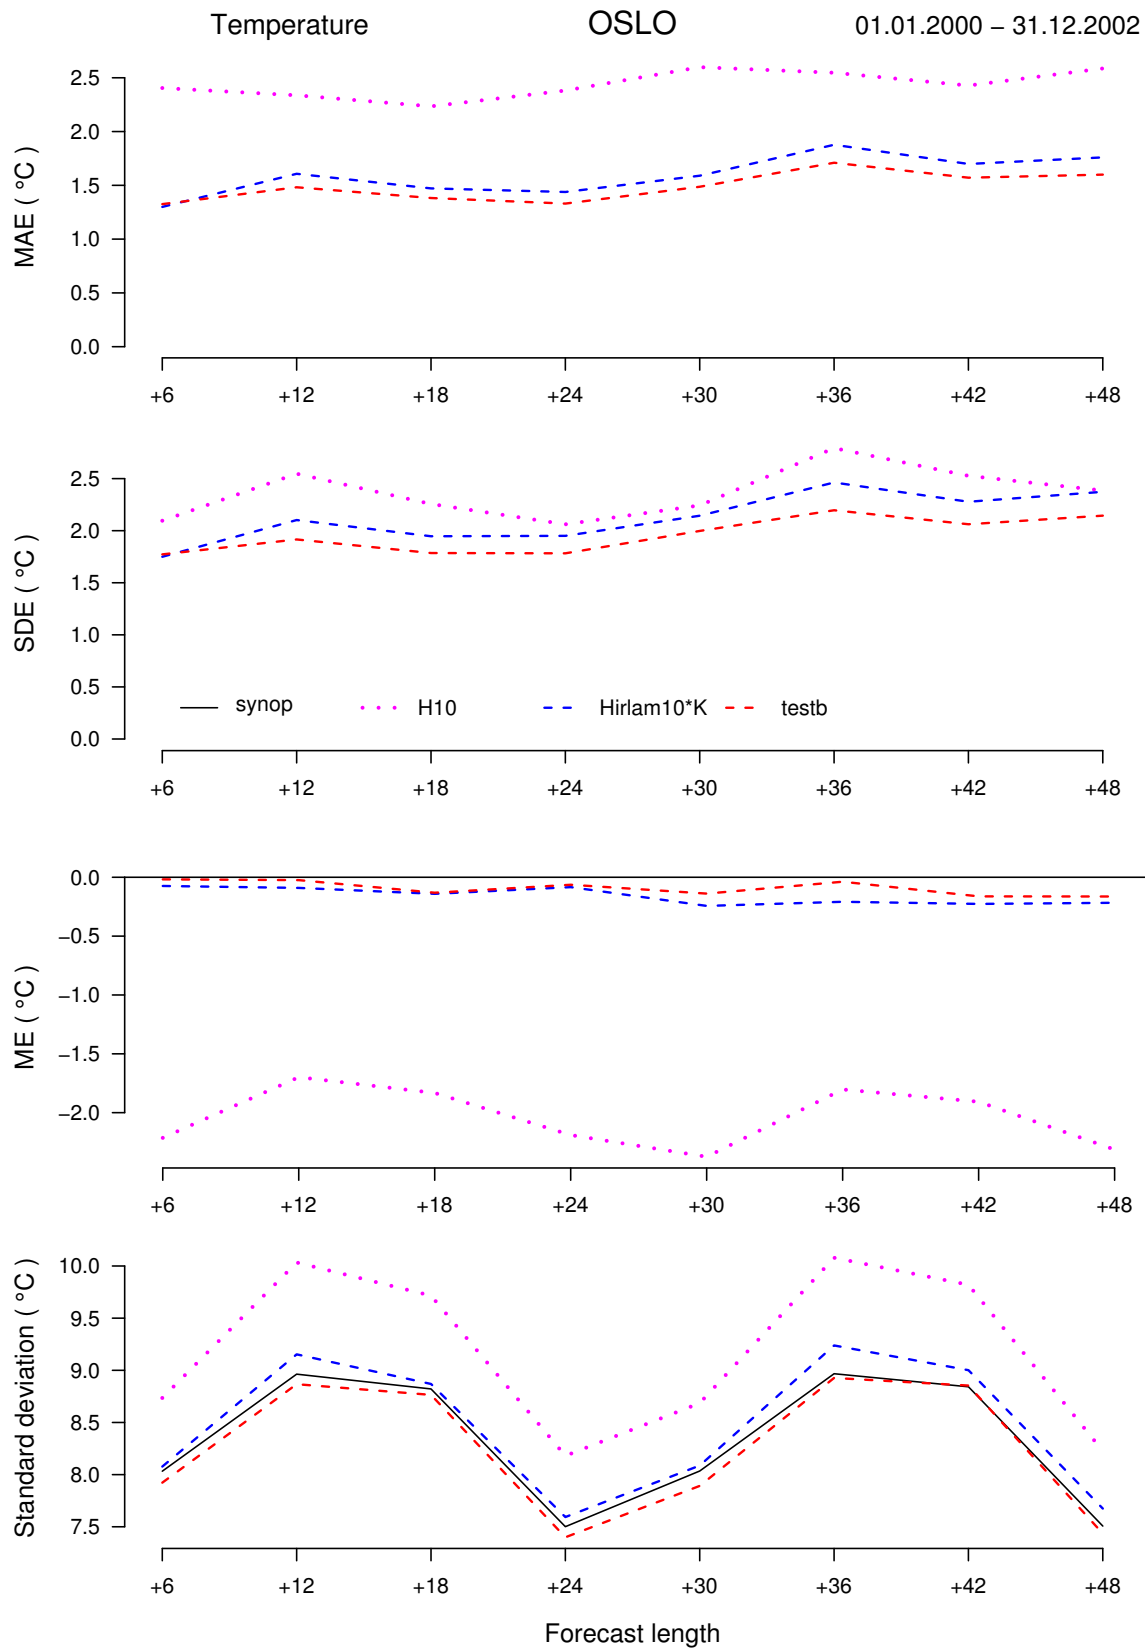 Temperature OSLO 01.01.2000 – 31.12.2002
MAE ( °C )
2.5
2.0
1.5
1.0
0.5
0.0
+6 +12 +18 +24 +30 +36 +42 +48
SDE ( °C )
2.5
2.0
1.5
1.0
0.5
0.0
synop H10 Hirlam10*K testb
+6 +12 +18 +24 +30 +36 +42 +48
ME ( °C )
0.0
−0.5
−1.0
−1.5
−2.0
+6 +12 +18 +24 +30 +36 +42 +48
Standard deviation ( °C )
10.0
9.5
9.0
8.5
8.0
7.5
+6 +12 +18 +24 +30 +36 +42 +48
Forecast length